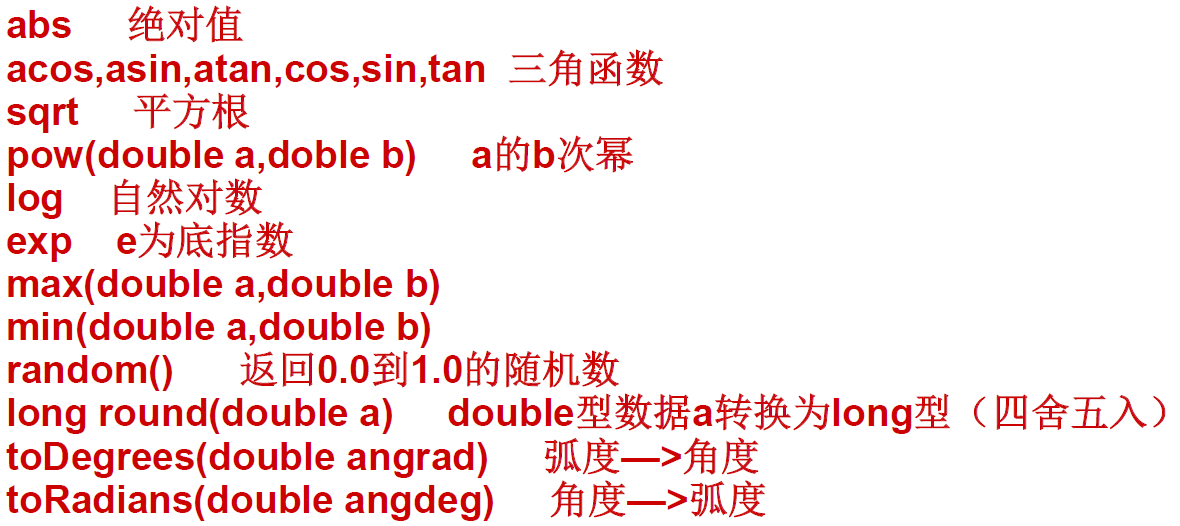 abs 绝对值
acos,asin,atan,cos,sin,tan 三角函数
sqrt 平方根
pow(double a,doble b) a的b次幂
log 自然对数
exp e为底指数
max(double a,double b)
min(double a,double b)
random() 返回0.0到1.0的随机数
long round(double a) double型数据a转换为long型（四舍五入）
toDegrees(double angrad) 弧度—>角度
toRadians(double angdeg) 角度—>弧度